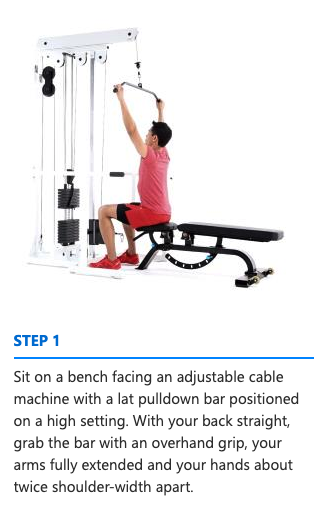 STEP 1
Sit on a bench facing an adjustable cable
machine with a lat pulldown bar positioned
on a high setting. With your back straight,
grab the bar with an overhand grip, your
arms fully extended and your hands about
twice shoulder-width apart.